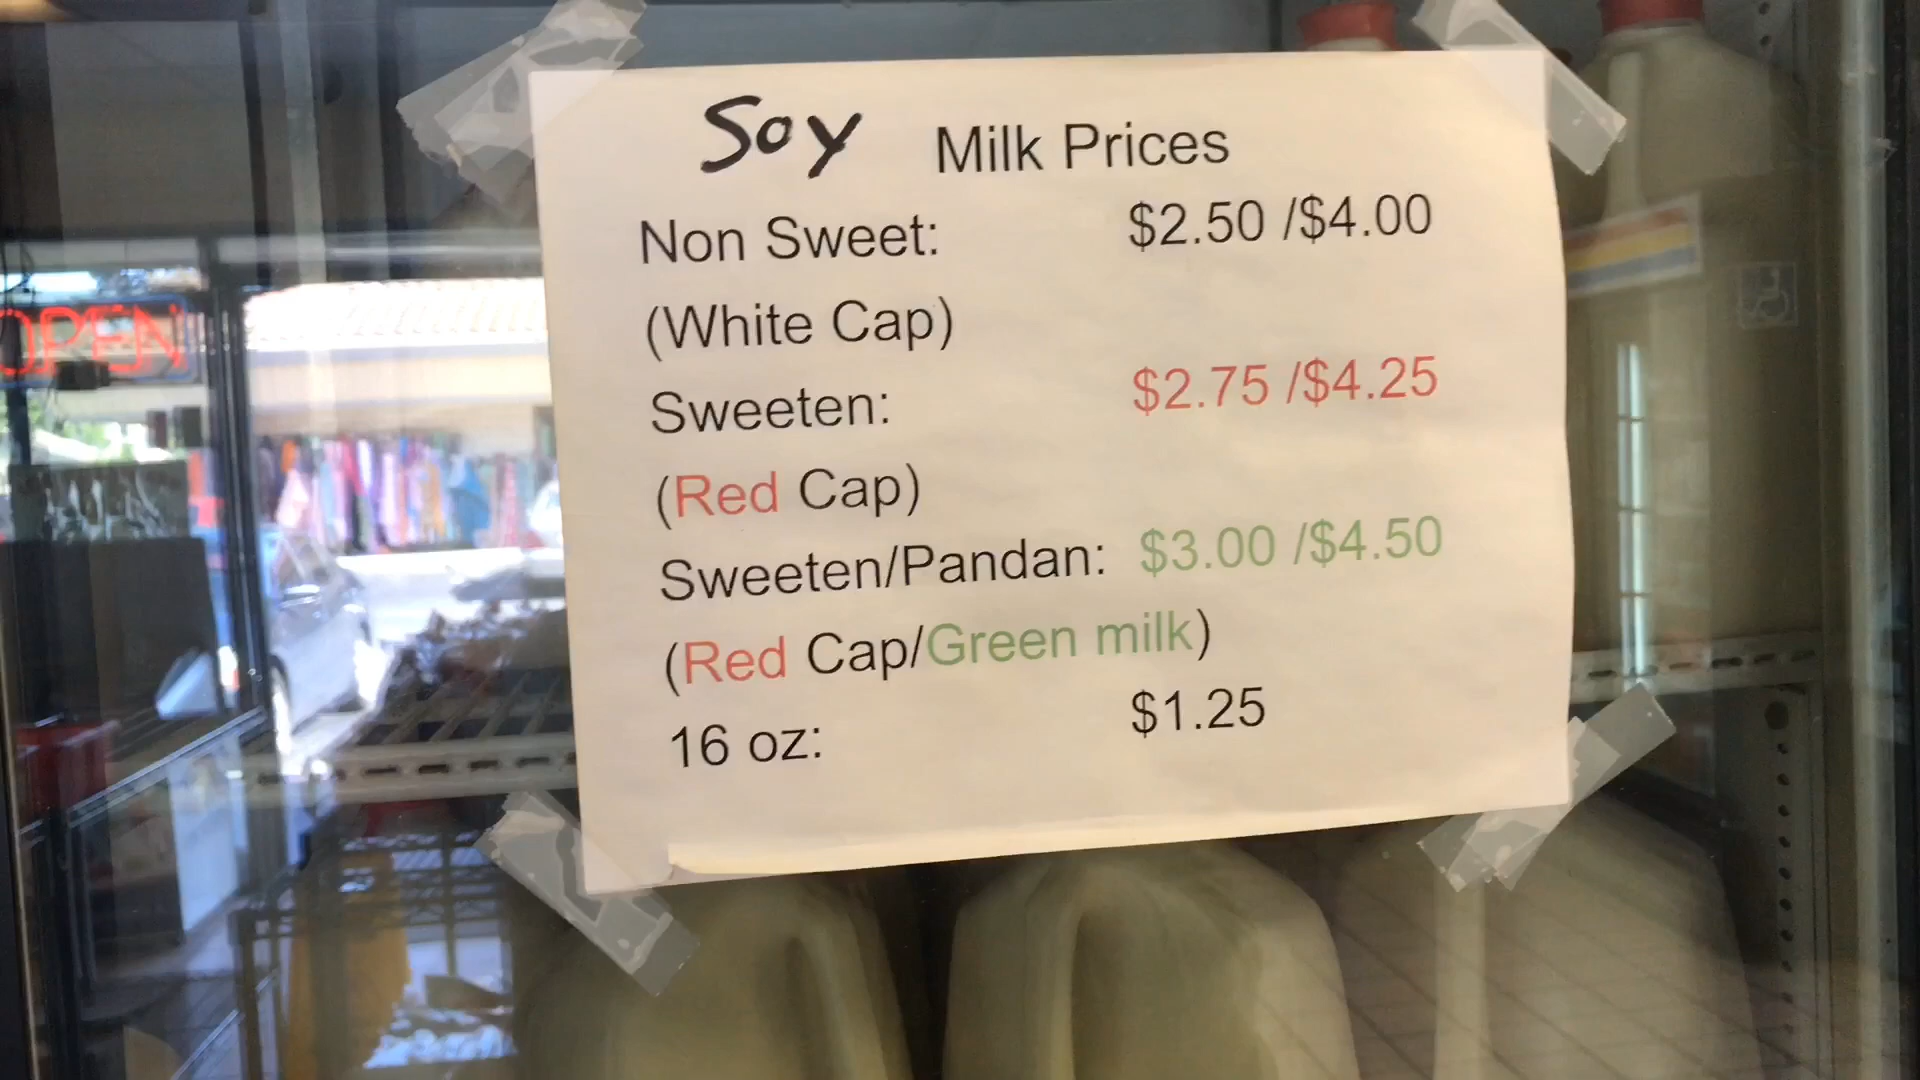 Soy Milk Prices
Non Sweet: $2.50 /$4.00
(White Cap)
Sweeten: $2.75 /$4.25
(Red Cap)
Sweeten/Pandan: $3.00 /$4.50
(Red Cap/Green milk)
16 oz: $1.25
OPEN